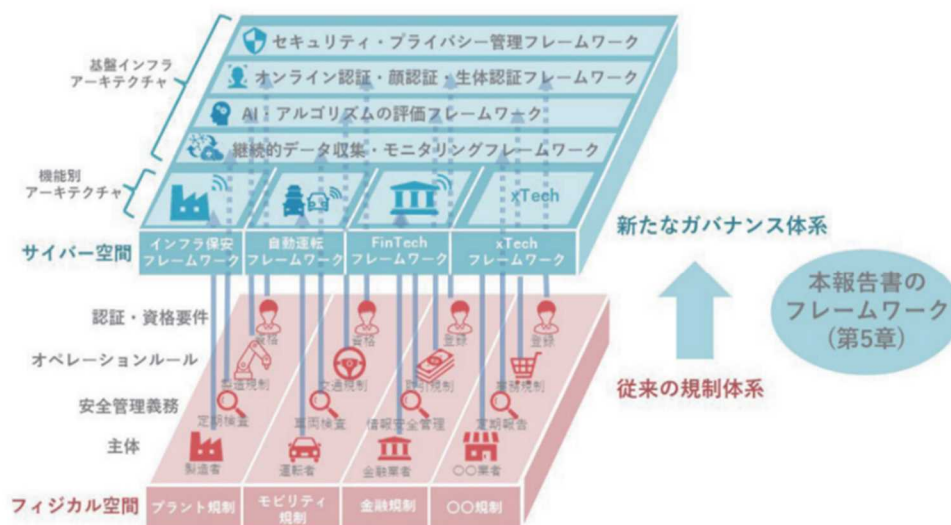 セキュリティ・プライバシー管理フレームワーク
基盤インフラ
アーキテクチャ
オンライン認証・顔認証・生体認証フレームワーク
AI・アルゴリズムの評価フレームワーク
継続的データ収集・モニタリングフレームワーク
機能別
アーキテクチャ
xTech
サイバー空間
インフラ保安
フレームワーク
自動運転
フレームワーク
FinTech
フレームワーク
xTech
フレームワーク
新たなガバナンス体系
本報告書の
フレームワーク
(第5章)
従来の規制体系
認証・資格要件
資格
資格
登録
登録
オペレーションルール
製造規制
交通規制
取引規制
業務規制
安全管理義務
定期検査
車両検査
情報安全管理
定期報告
主体
製造者
運転者
金融業者
〇〇業者
フィジカル空間
プラント規制
モビリティ
規制
金融規制
〇〇規制